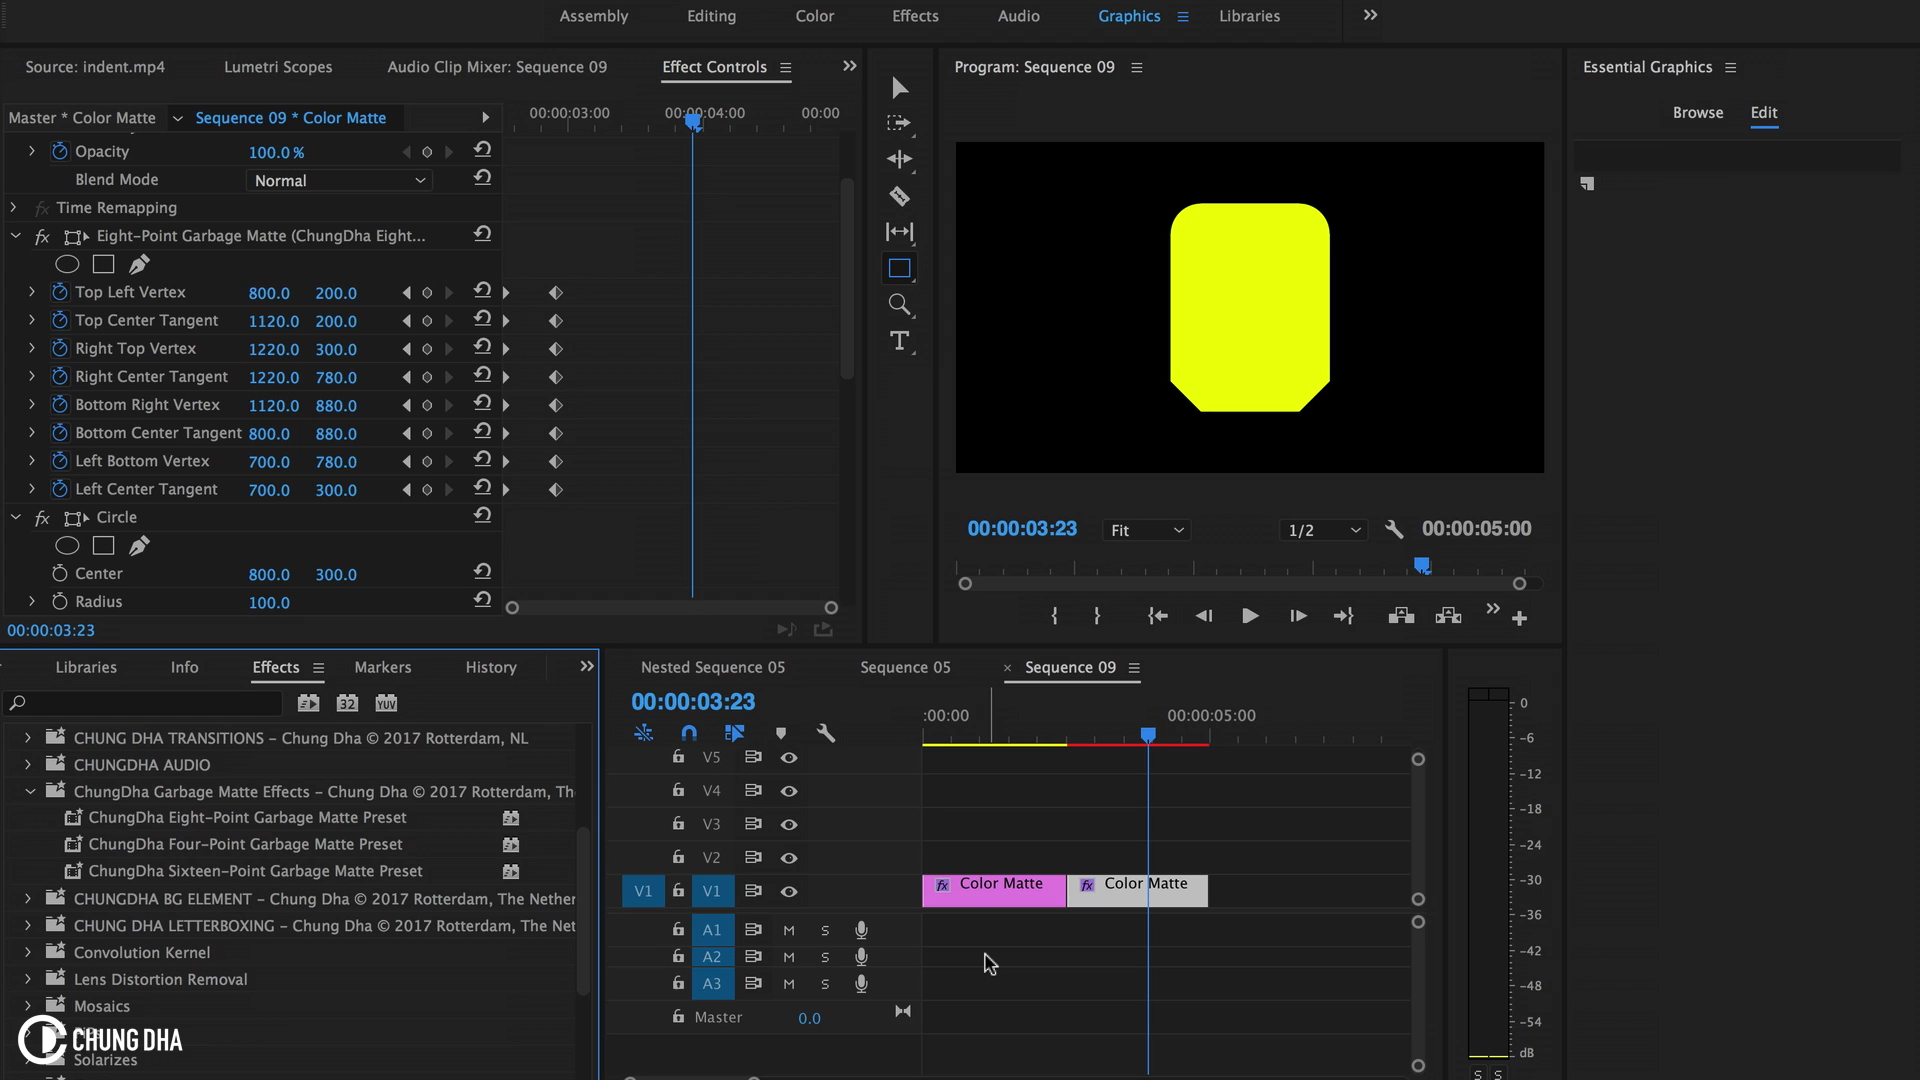 Assembly Editing Color Effects Audio Graphics Libraries
Source: indent.mp4 Lumetri Scopes Audio Clip Mixer: Sequence 09 Effect Controls
Program: Sequence 09
Essential Graphics
Browse Edit
Master * Color Matte Sequence 09 * Color Matte
00:00:03:00 00:00:04:00 00:00
Opacity 100.0 %
Blend Mode Normal
fx Time Remapping
fx Eight-Point Garbage Matte (ChungDha Eight...
Top Left Vertex 800.0 200.0
Top Center Tangent 1120.0 200.0
Right Top Vertex 1220.0 300.0
Right Center Tangent 1220.0 780.0
Bottom Right Vertex 1120.0 880.0
Bottom Center Tangent 800.0 880.0
Left Bottom Vertex 700.0 780.0
Left Center Tangent 700.0 300.0
fx Circle
Center 800.0 300.0
Radius 100.0
00:00:03:23
T
00:00:03:23 Fit 1/2 00:00:05:00
Libraries Info Effects Markers History
32 YUV
CHUNG DHA TRANSITIONS - Chung Dha © 2017 Rotterdam, NL
CHUNGDHA AUDIO
ChungDha Garbage Matte Effects - Chung Dha © 2017 Rotterdam, Th
ChungDha Eight-Point Garbage Matte Preset
ChungDha Four-Point Garbage Matte Preset
ChungDha Sixteen-Point Garbage Matte Preset
CHUNGDHA BG ELEMENT - Chung Dha © 2017 Rotterdam, The Nether
CHUNG DHA LETTERBOXING - Chung Dha © 2017 Rotterdam, The Net
Convolution Kernel
Lens Distortion Removal
Mosaics
Solarizes
CHUNG DHA
Nested Sequence 05 Sequence 05 × Sequence 09
00:00:03:23
:00:00 00:00:05:00
V5
V4
V3
V2
V1 V1 fx Color Matte fx Color Matte
A1 M S
A2 M S
A3 M S
Master 0.0
0
-6
-12
-18
-24
-30
-36
-42
-48
-54
dB
S S